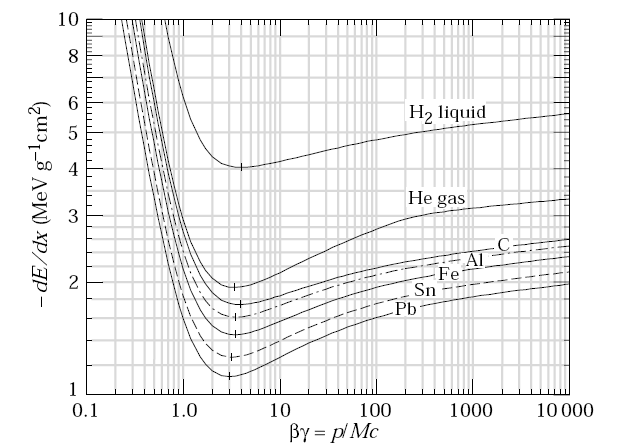 10
8
6
5
4
3
2
1
−dE/dx (MeV g⁻¹cm²)
H₂ liquid
He gas
C
Al
Fe
Sn
Pb
0.1 1.0 10 100 1000 10 000
βγ = p/Mc